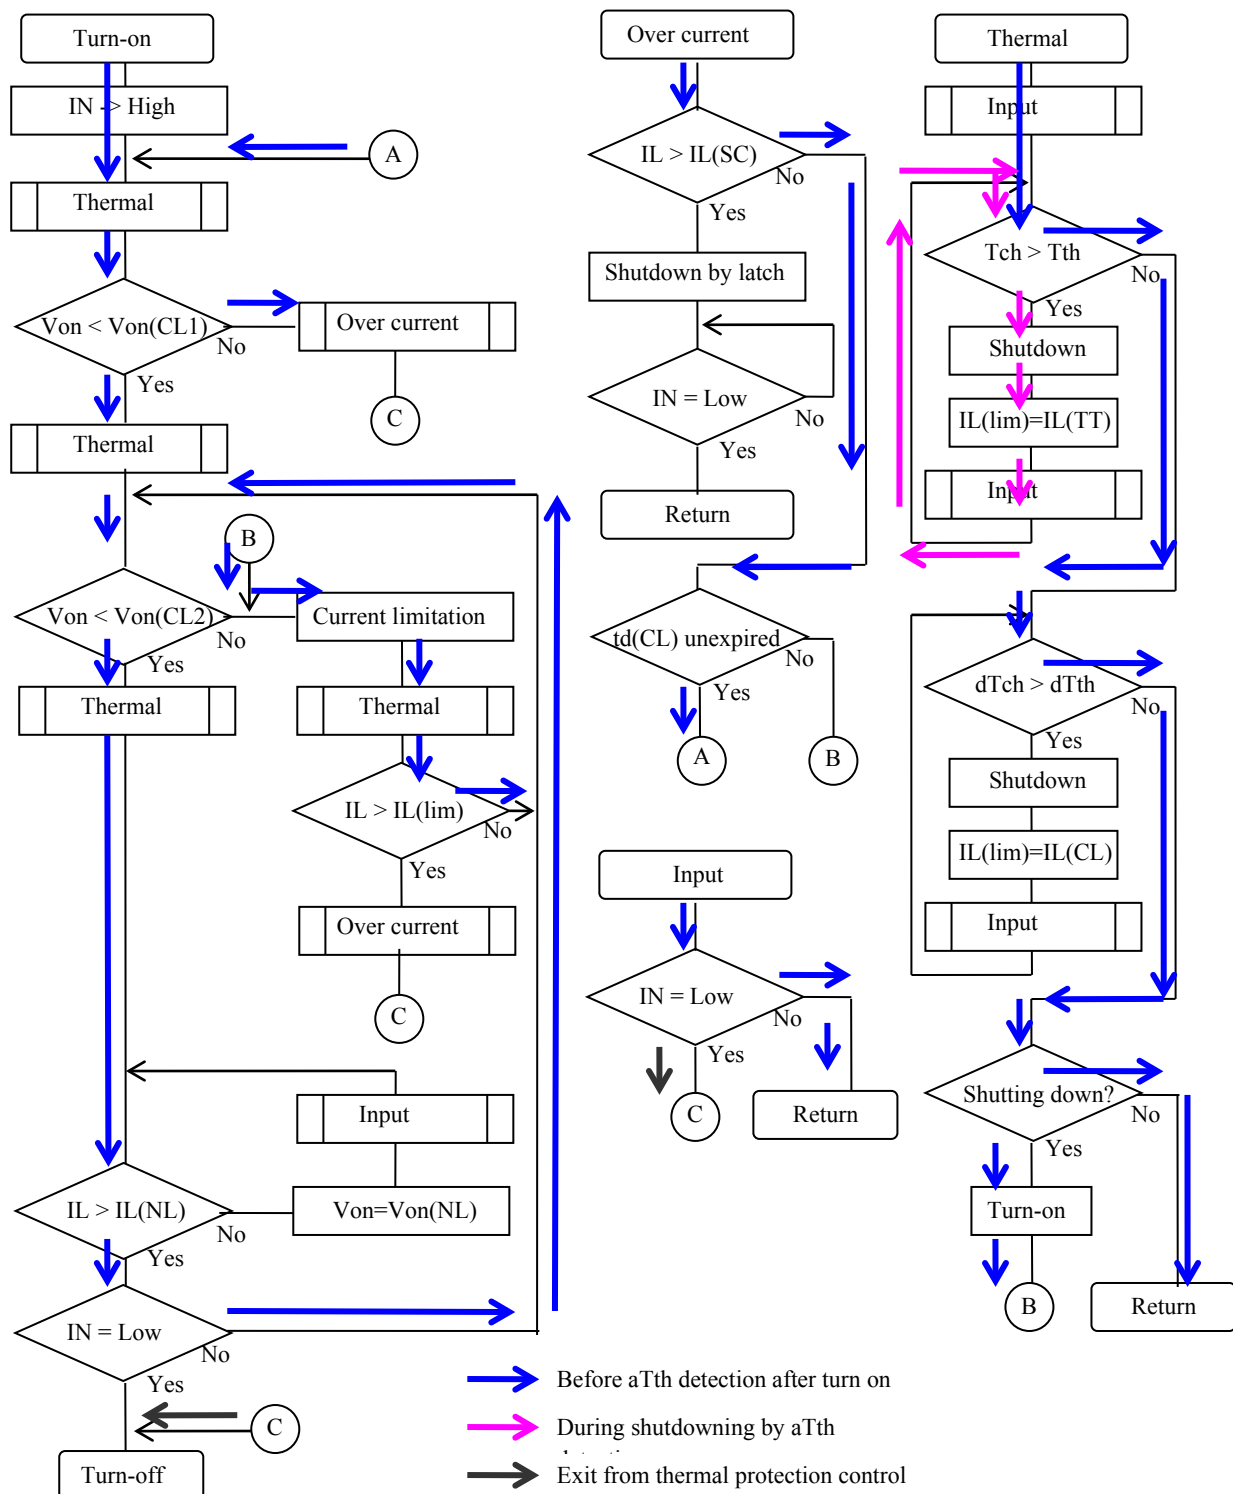 Turn-on
IN -> High
A
Thermal
Von < Von(CL1)
No
Over current
Yes
C
Thermal
B
Von < Von(CL2)
No
Current limitation
Yes
Thermal
Thermal
IL > IL(lim)
No
Yes
Over current
C
Input
IL > IL(NL)
No
Von=Von(NL)
Yes
IN = Low
No
Yes
C
Turn-off
Over current
IL > IL(SC)
No
Yes
Shutdown by latch
IN = Low
No
Yes
Return
td(CL) unexpired
No
Yes
A
B
Input
IN = Low
No
Yes
C
Return
Thermal
Input
Tch > Tth
No
Yes
Shutdown
IL(lim)=IL(TT)
Input
dTch > dTth
No
Yes
Shutdown
IL(lim)=IL(CL)
Input
Shutting down?
No
Yes
Turn-on
B
Return
Before aTth detection after turn on
During shutdowning by aTth
Exit from thermal protection control